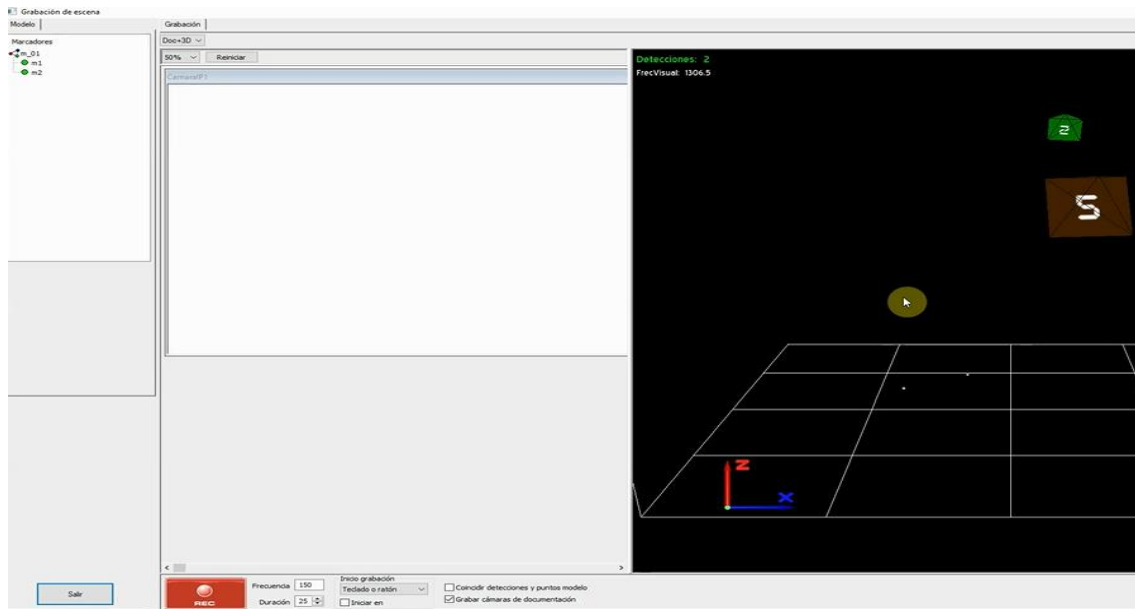 Grabación de escena
Modelo
Grabación
Marcadores
m_01
m1
m2
Doc+3D
50%
Reiniciar
Detecciones: 2
FrecVisual: 1306.5
2
5
Z
X
Salir
REC
Frecuencia 150
Duración 25
Inicio grabación
Teclado o ratón
Iniciar en
Coincidir detecciones y puntos modelo
Grabar cámaras de documentación